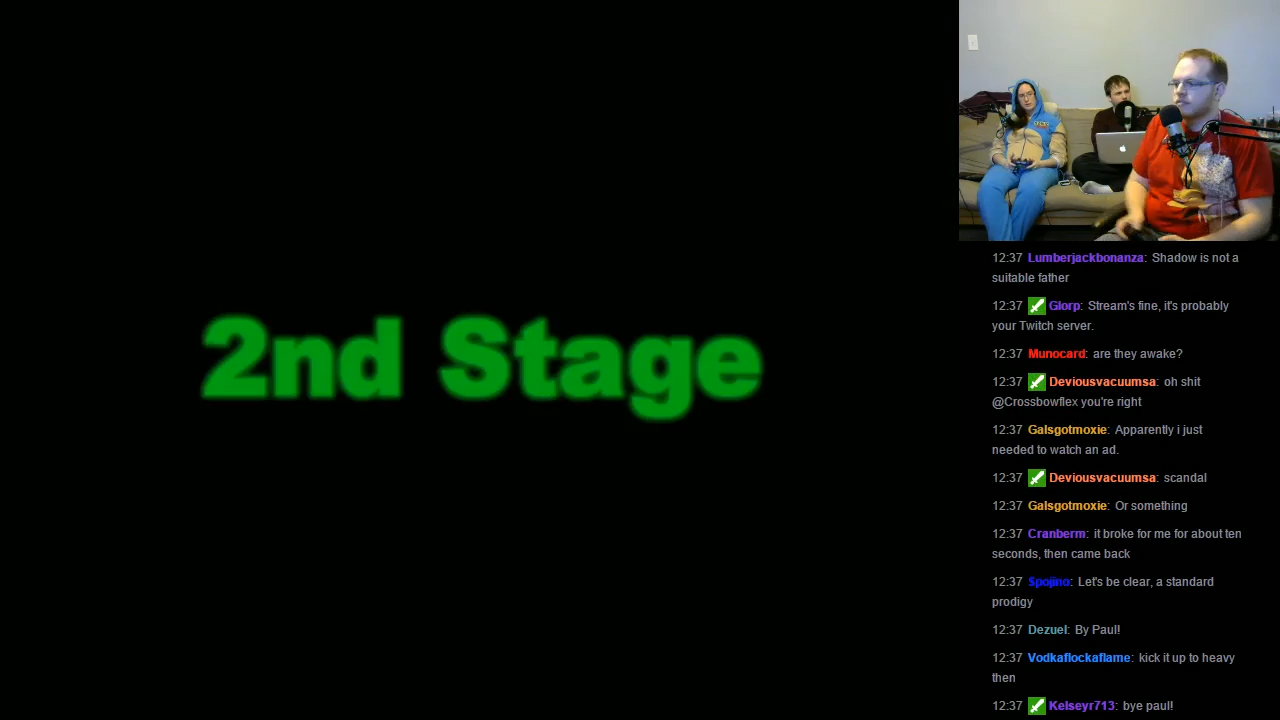 2nd Stage
12:37 Lumberjackbonanza: Shadow is not a
suitable father
12:37 Glorp: Stream's fine, it's probably
your Twitch server.
12:37 Munocard: are they awake?
12:37 Deviousvacuumsa: oh shit
@Crossbowflex you're right
12:37 Galsgotmoxie: Apparently i just
needed to watch an ad.
12:37 Deviousvacuumsa: scandal
12:37 Galsgotmoxie: Or something
12:37 Cranberm: it broke for me for about ten
seconds, then came back
12:37 Spojino: Let's be clear, a standard
prodigy
12:37 Dezuel: By Paul!
12:37 Vodkaflockaflame: kick it up to heavy
then
12:37 Kelseyr713: bye paul!